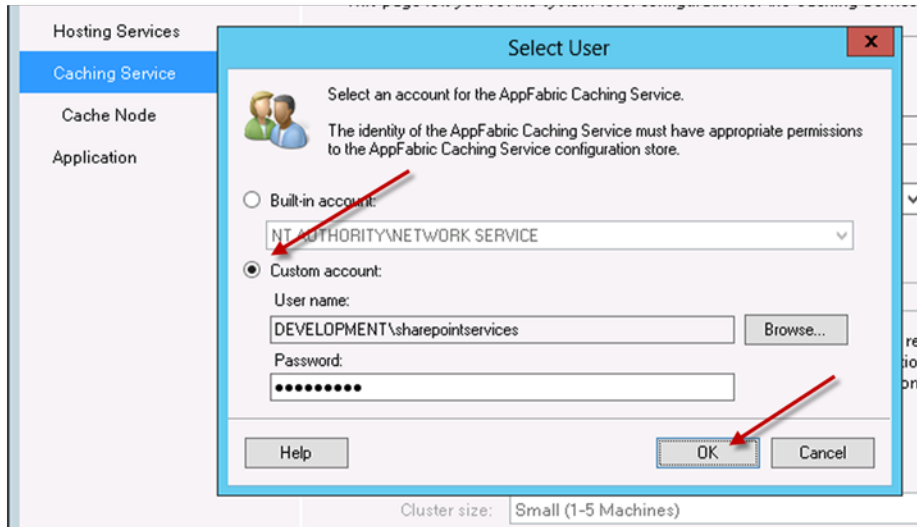 Hosting Services
Caching Service
Cache Node
Application
Select User
x
Select an account for the AppFabric Caching Service.
The identity of the AppFabric Caching Service must have appropriate permissions
to the AppFabric Caching Service configuration store.
Built-in account:
NT AUTHORITY\NETWORK SERVICE
Custom account:
User name:
DEVELOPMENT\sharepointservices
Browse...
Password:
Help
OK
Cancel
Cluster size:
Small (1-5 Machines)